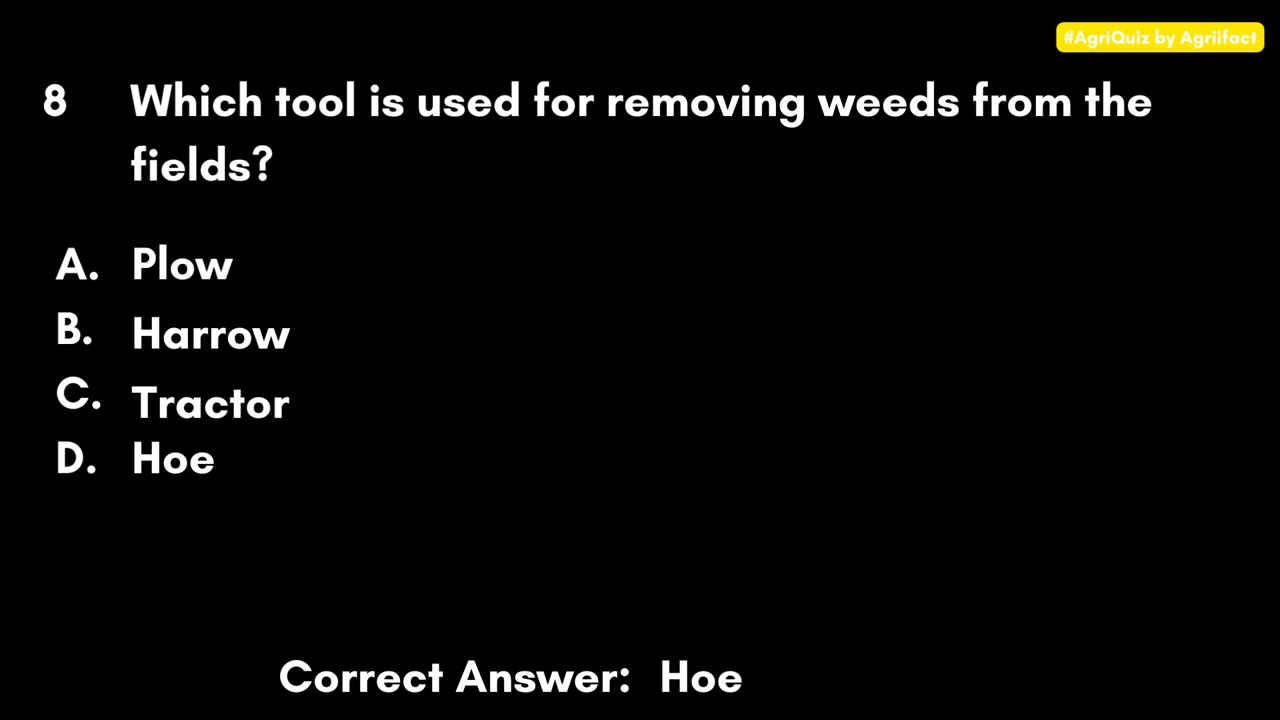 #AgriQuiz by Agriifact
8 Which tool is used for removing weeds from the
fields?
A. Plow
B. Harrow
C. Tractor
D. Hoe
Correct Answer: Hoe